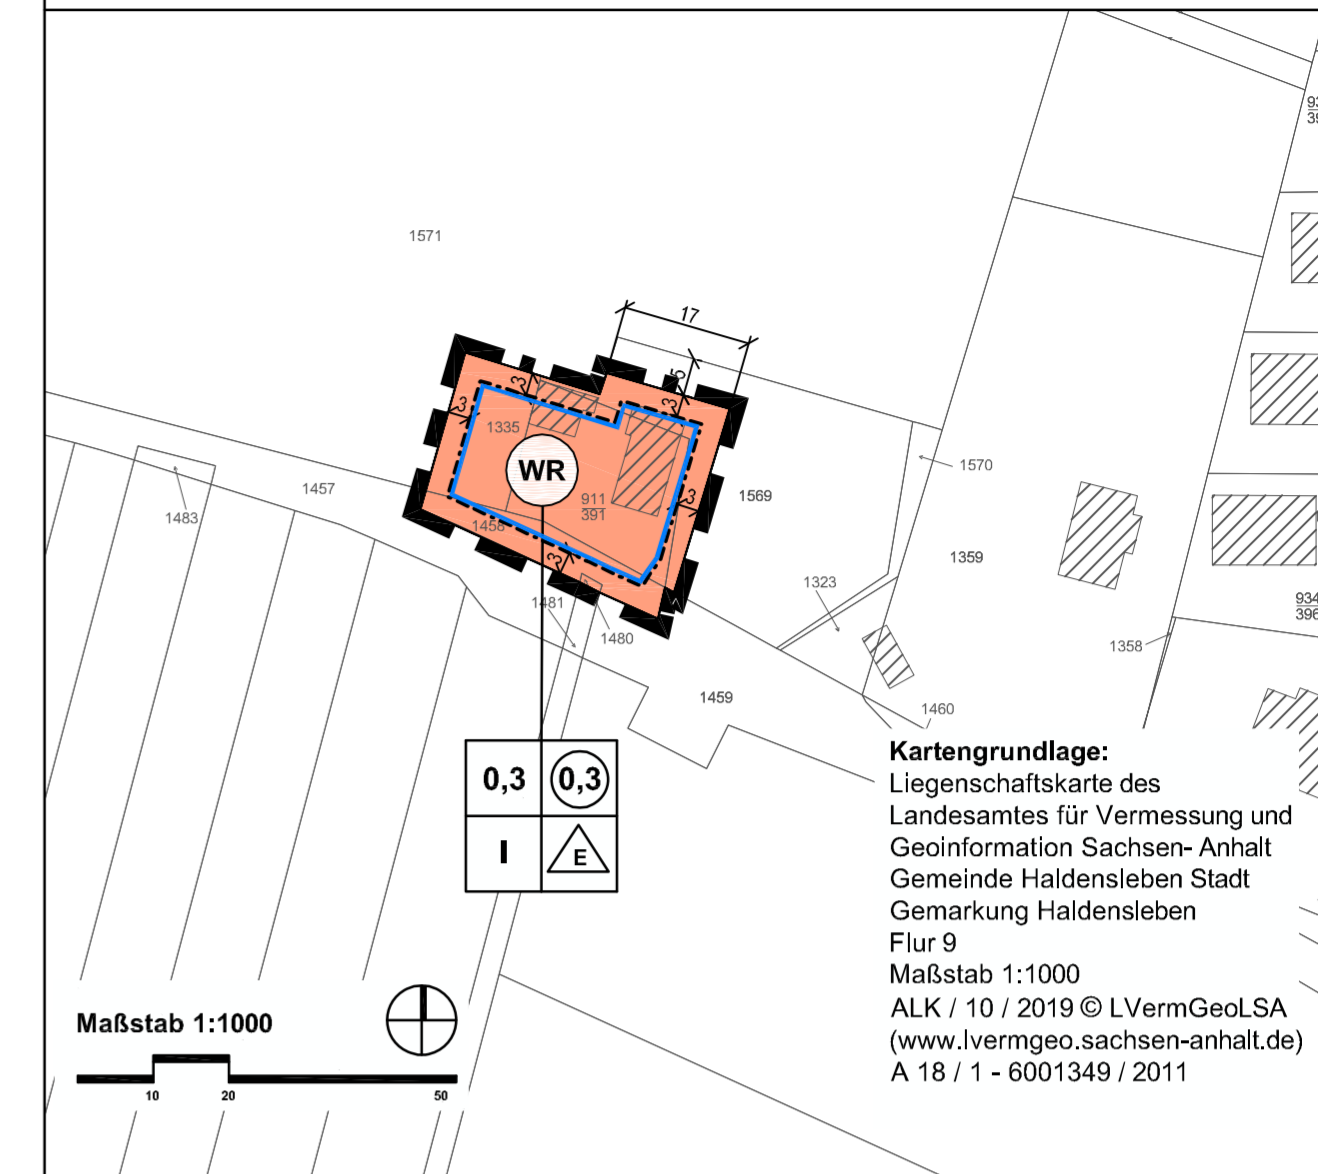 1571
17
5
3
3
3
1335
WR
911
391
3
1458
3
1569
1570
1457
1483
1481
1480
1323
1359
1358
1459
1460
934
396
0,3
0,3
I
E
Kartengrundlage:
Liegenschaftskarte des
Landesamtes für Vermessung und
Geoinformation Sachsen- Anhalt
Gemeinde Haldensleben Stadt
Gemarkung Haldensleben
Flur 9
Maßstab 1:1000
ALK / 10 / 2019 © LVermGeoLSA
(www.lvermgeo.sachsen-anhalt.de)
A 18 / 1 - 6001349 / 2011
Maßstab 1:1000
10
20
50